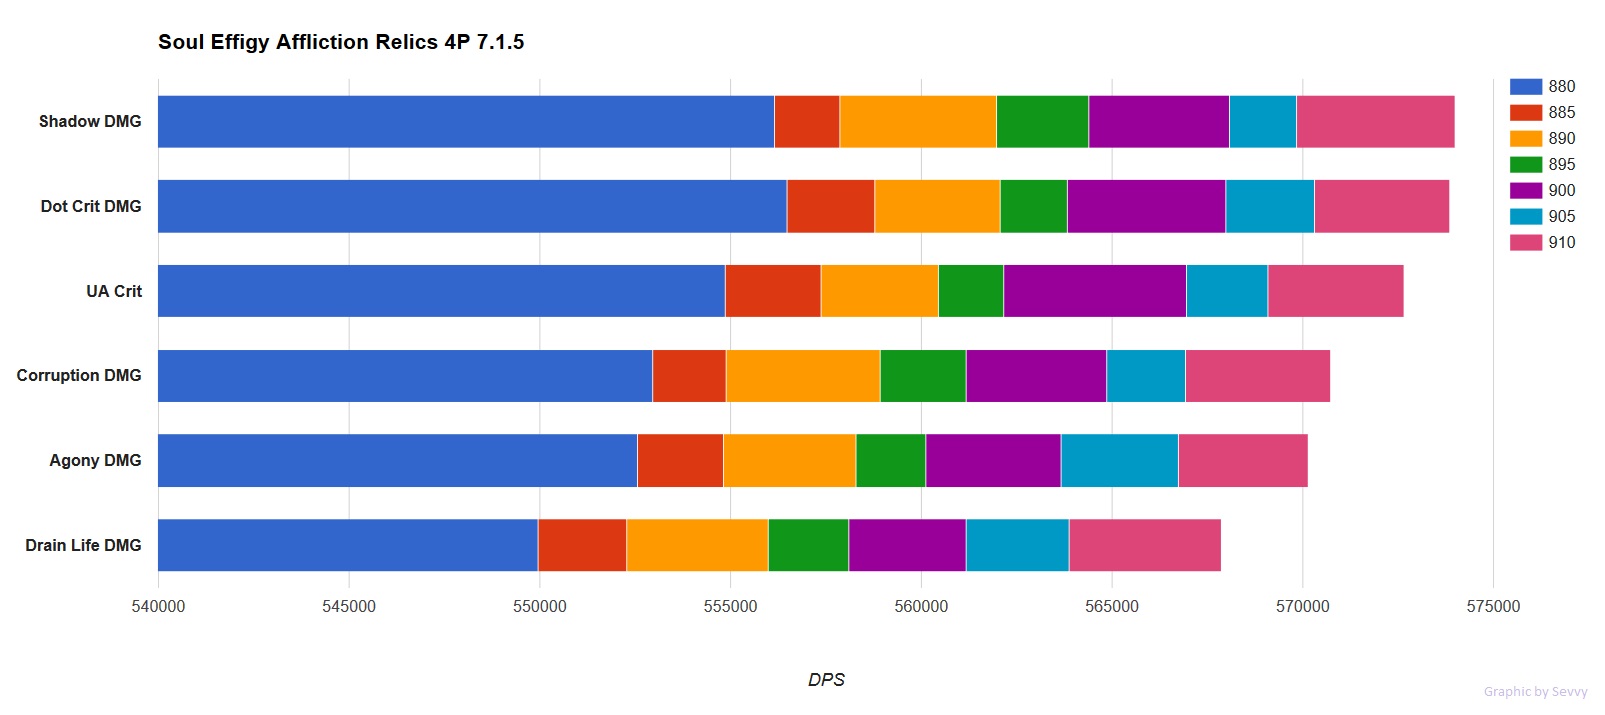 Soul Effigy Affliction Relics 4P 7.1.5
Shadow DMG
Dot Crit DMG
UA Crit
Corruption DMG
Agony DMG
Drain Life DMG
880
885
890
895
900
905
910
540000 545000 550000 555000 560000 565000 570000 575000
DPS
Graphic by Sevvy